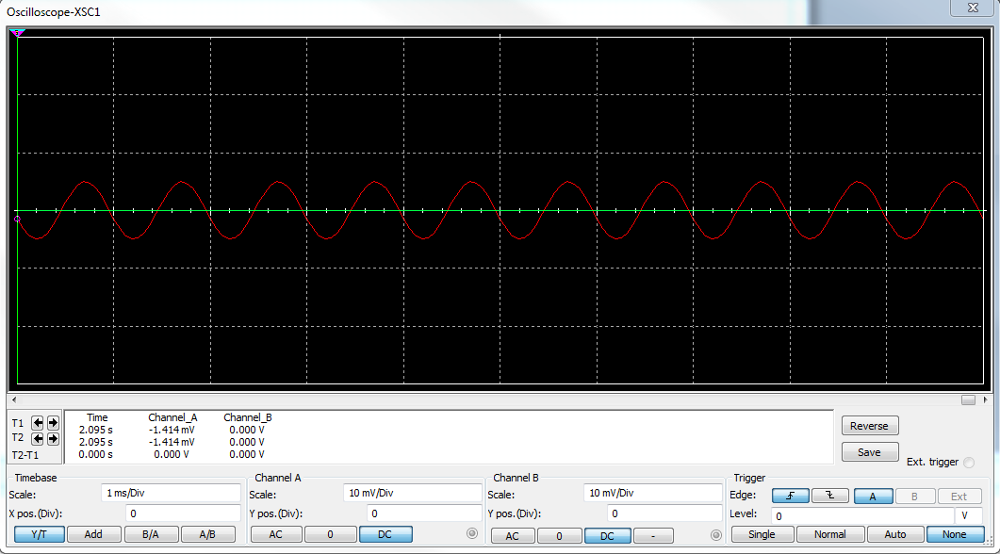 Oscilloscope-XSC1
Time Channel_A Channel_B
T1 2.095 s -1.414 mV 0.000 V
T2 2.095 s -1.414 mV 0.000 V
T2-T1 0.000 s 0.000 V 0.000 V
Reverse
Save
Ext. trigger
Timebase
Scale: 1 ms/Div
X pos.(Div): 0
Y/T Add B/A A/B
Channel A
Scale: 10 mV/Div
Y pos.(Div): 0
AC 0 DC
Channel B
Scale: 10 mV/Div
Y pos.(Div): 0
AC 0 DC -
Trigger
Edge: A B Ext
Level: 0 V
Single Normal Auto None